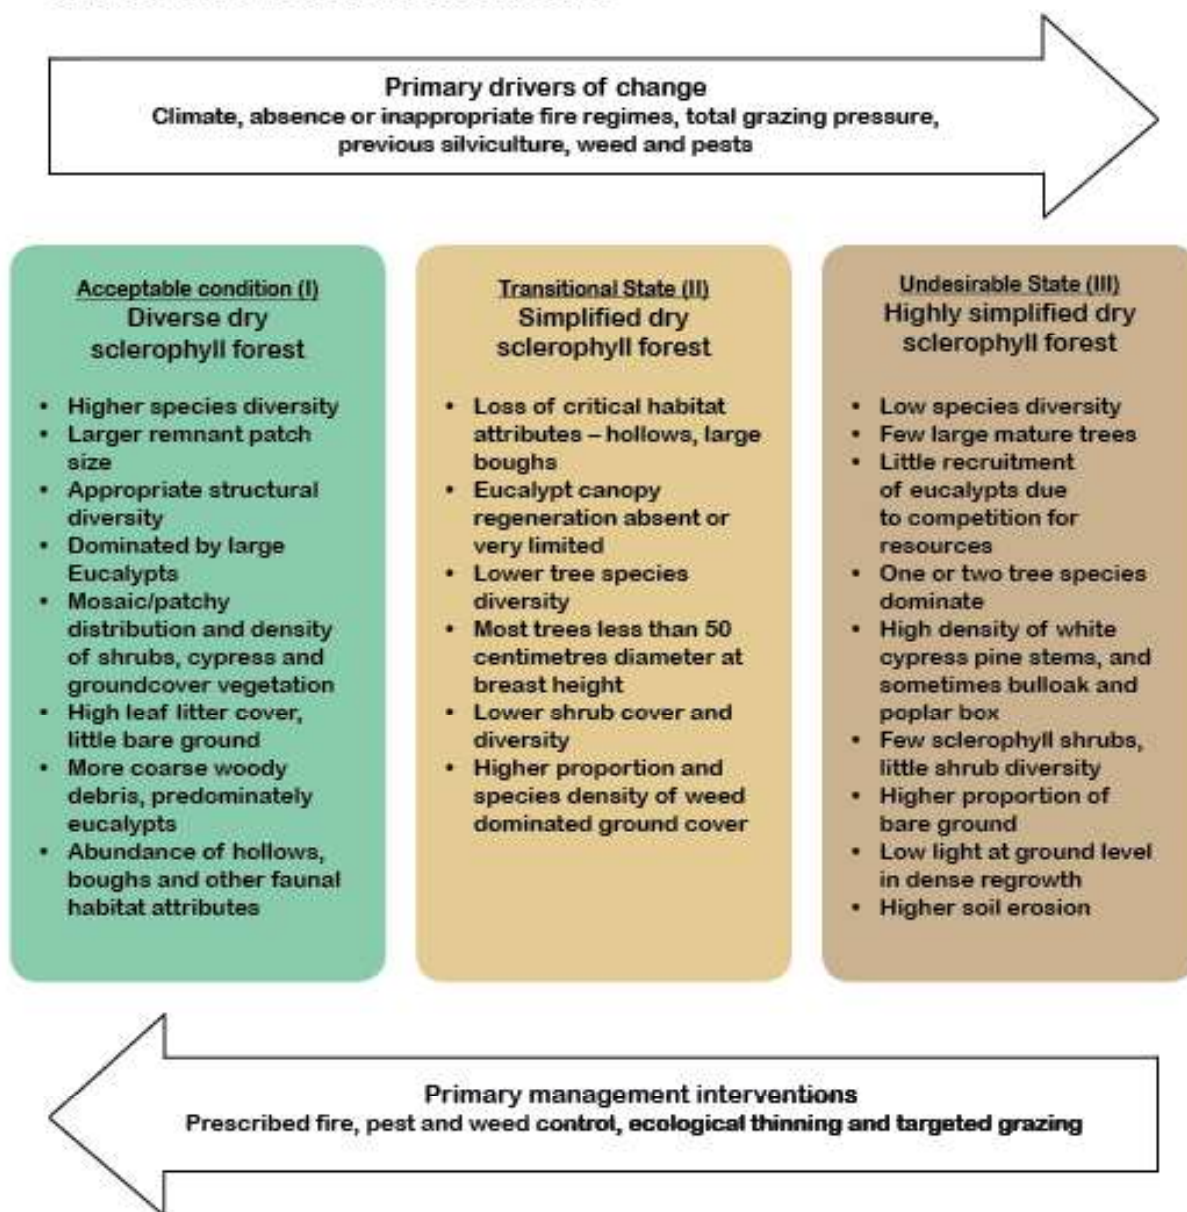 Primary drivers of change
Climate, absence or inappropriate fire regimes, total grazing pressure,
previous silviculture, weed and pests
Acceptable condition (I)
Diverse dry
sclerophyll forest
• Higher species diversity
• Larger remnant patch
size
• Appropriate structural
diversity
• Dominated by large
Eucalypts
• Mosaic/patchy
distribution and density
of shrubs, cypress and
groundcover vegetation
• High leaf litter cover,
little bare ground
• More coarse woody
debris, predominately
eucalypts
• Abundance of hollows,
boughs and other faunal
habitat attributes
Transitional State (II)
Simplified dry
sclerophyll forest
• Loss of critical habitat
attributes – hollows, large
boughs
• Eucalypt canopy
regeneration absent or
very limited
• Lower tree species
diversity
• Most trees less than 50
centimetres diameter at
breast height
• Lower shrub cover and
diversity
• Higher proportion and
species density of weed
dominated ground cover
Undesirable State (III)
Highly simplified dry
sclerophyll forest
• Low species diversity
• Few large mature trees
• Little recruitment
of eucalypts due
to competition for
resources
• One or two tree species
dominate
• High density of white
cypress pine stems, and
sometimes bulloak and
poplar box
• Few sclerophyll shrubs,
little shrub diversity
• Higher proportion of
bare ground
• Low light at ground level
in dense regrowth
• Higher soil erosion
Primary management interventions
Prescribed fire, pest and weed control, ecological thinning and targeted grazing